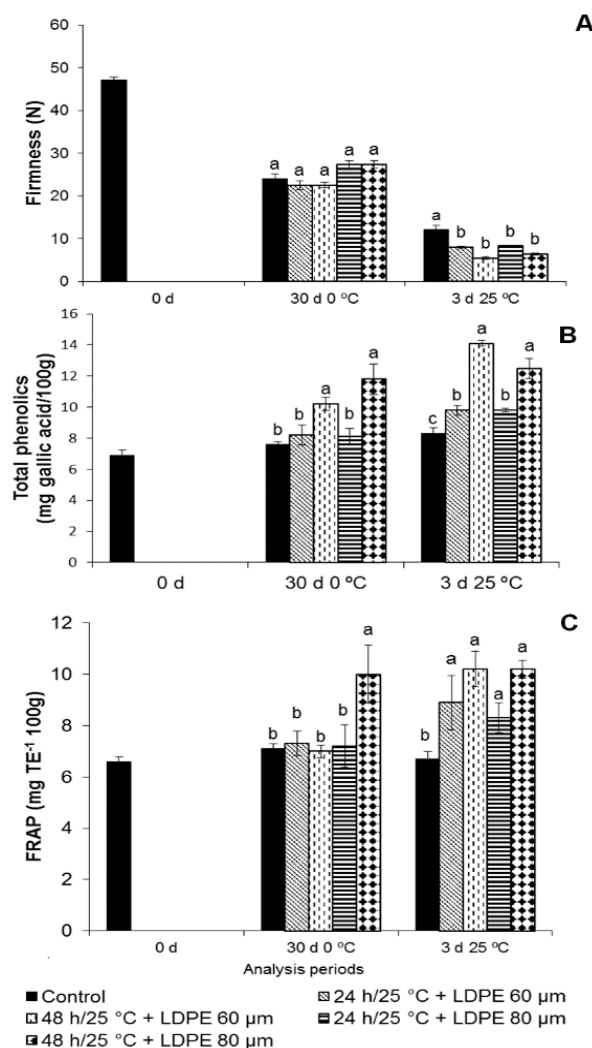 A
Firmness (N)
60
50
40
30
20
10
0
a a a a a
a b b b b
0 d 30 d 0 ºC 3 d 25 ºC
B
Total phenolics
(mg gallic acid/100g)
16
14
12
10
8
6
4
2
0
b b a b a
c b a b a
0 d 30 d 0 ºC 3 d 25 ºC
C
FRAP (mg TE-1 100g)
12
10
8
6
4
2
0
b b b b a
b a a a a
0 d 30 d 0 ºC 3 d 25 ºC
Analysis periods
Control 24 h/25 °C + LDPE 60 µm
48 h/25 °C + LDPE 60 µm 24 h/25 °C + LDPE 80 µm
48 h/25 °C + LDPE 80 µm